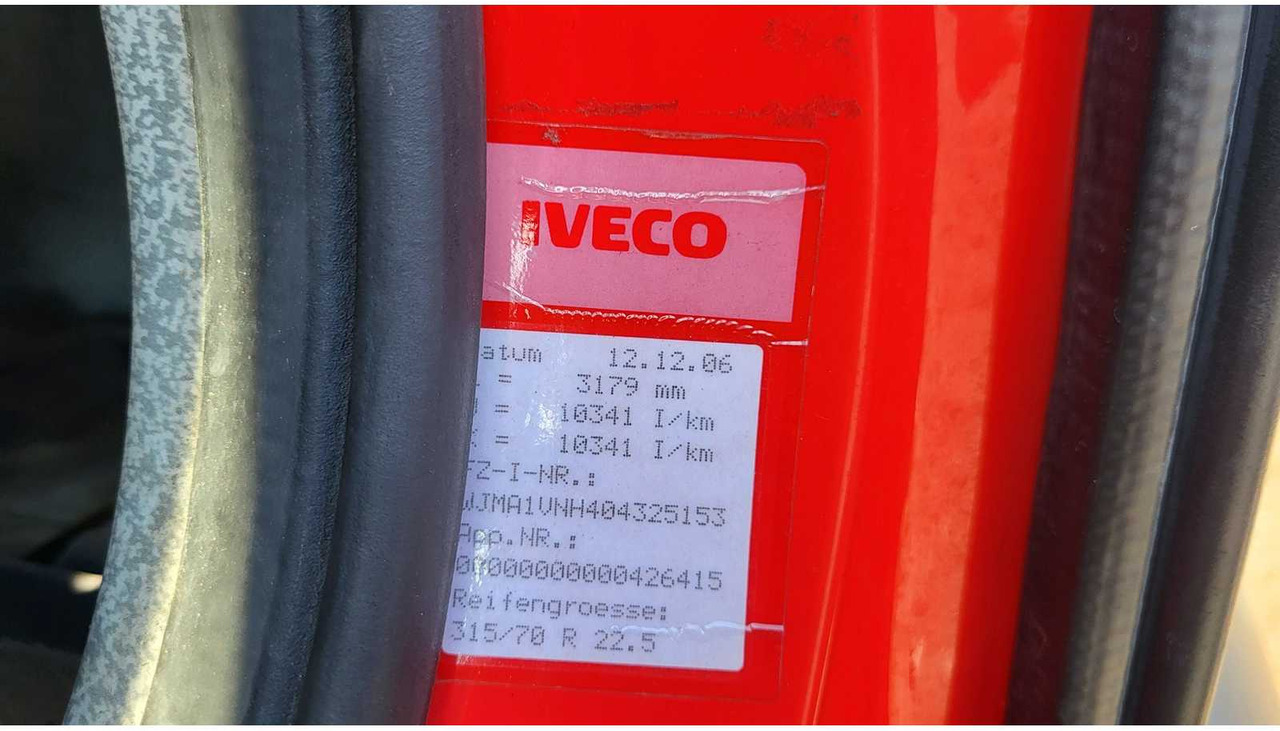 IVECO
atum 12.12.06
= 3179 mm
= 10341 I/km
= 10341 I/km
FZ-I-NR.:
WJMA1VNH404325153
App.NR.:
00000000000426415
Reifengroesse:
315/70 R 22.5